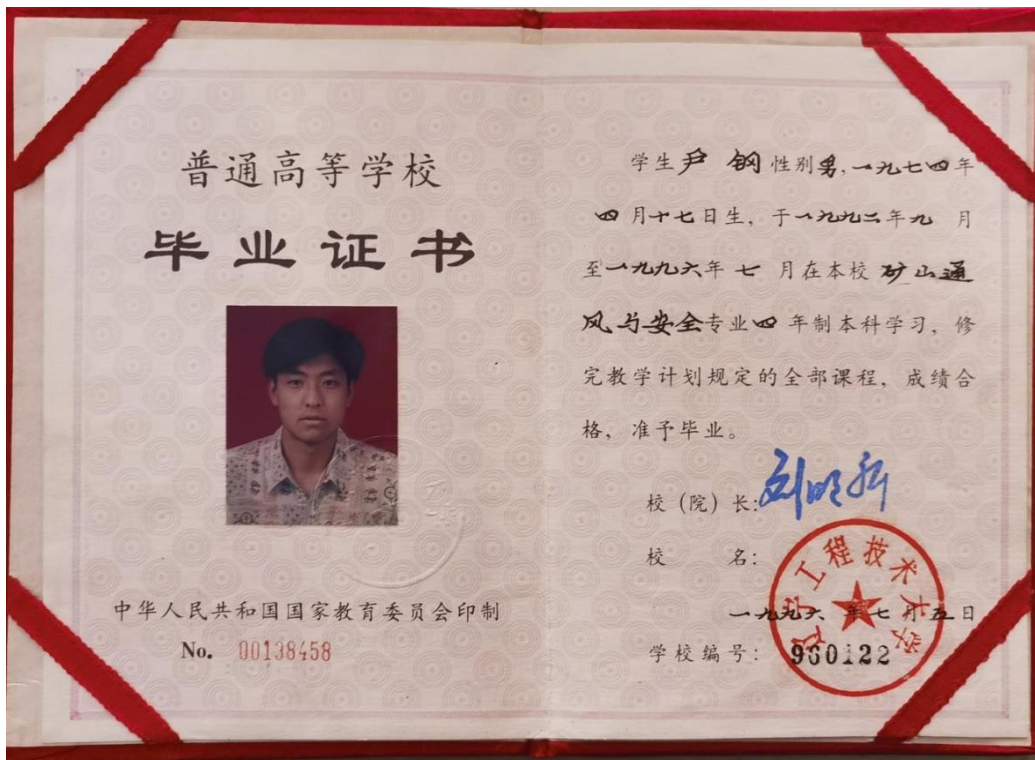 普通高等学校
毕业证书
中华人民共和国国家教育委员会印制
No. 00138458
学生尹 钢性别男,一九七四年
四月十七日生, 于一九九二年九 月
至一九九六年 七 月在本校 矿山通
风与安全专业四 年制本科学习, 修
完教学计划规定的全部课程, 成绩合
格, 准予毕业。
校(院)长:
校 名:
辽宁工程技术大学
一九九六 年七 月五日
学校编号: 960122